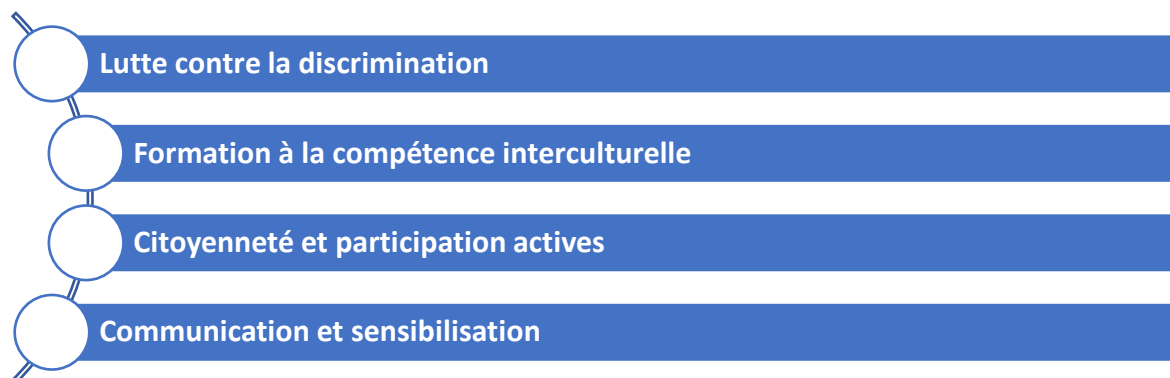 Lutte contre la discrimination
Formation à la compétence interculturelle
Citoyenneté et participation actives
Communication et sensibilisation